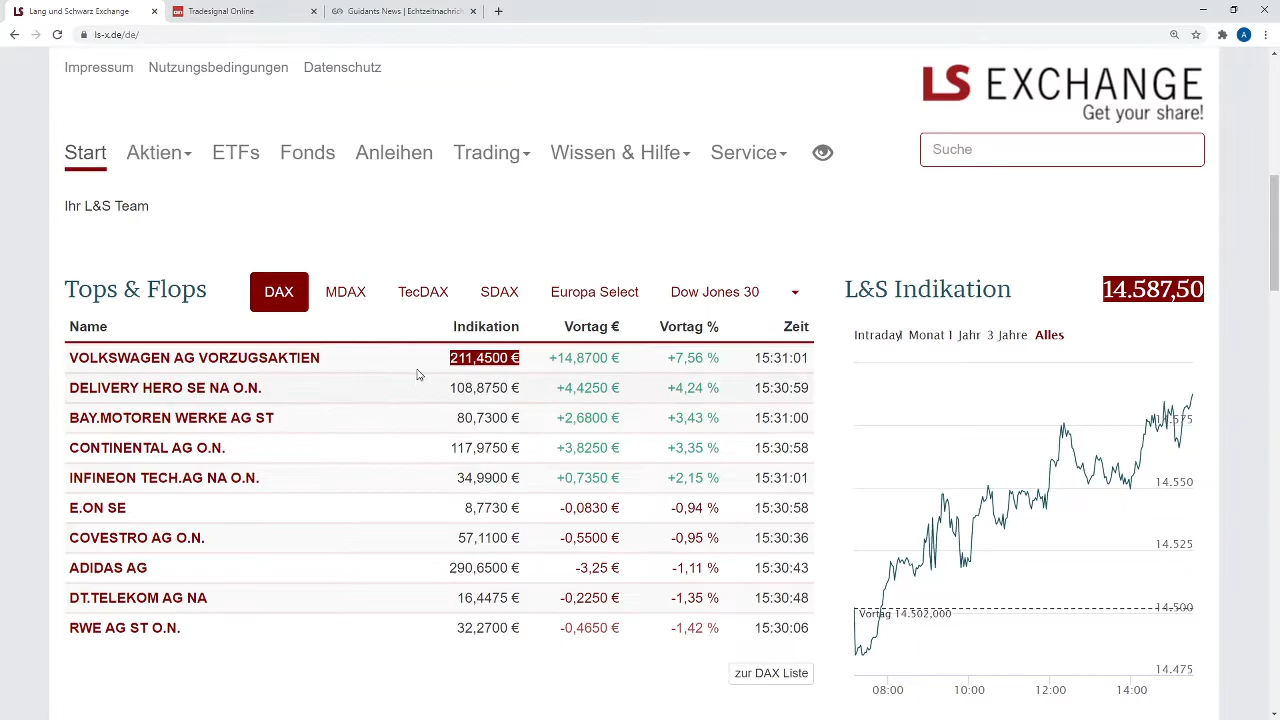 Lang und Schwarz Exchange
Tradesignal Online
Guidants News | Echtzeitnachrich
ls-x.de/de/
A
Impressum Nutzungsbedingungen Datenschutz
LS EXCHANGE
Get your share!
Start Aktien ETFs Fonds Anleihen Trading Wissen & Hilfe Service
Suche
Ihr L&S Team
Tops & Flops DAX MDAX TecDAX SDAX Europa Select Dow Jones 30
Name Indikation Vortag € Vortag % Zeit
VOLKSWAGEN AG VORZUGSAKTIEN 211,4500 € +14,8700 € +7,56 % 15:31:01
DELIVERY HERO SE NA O.N. 108,8750 € +4,4250 € +4,24 % 15:30:59
BAY.MOTOREN WERKE AG ST 80,7300 € +2,6800 € +3,43 % 15:31:00
CONTINENTAL AG O.N. 117,9750 € +3,8250 € +3,35 % 15:30:58
INFINEON TECH.AG NA O.N. 34,9900 € +0,7350 € +2,15 % 15:31:01
E.ON SE 8,7730 € -0,0830 € -0,94 % 15:30:58
COVESTRO AG O.N. 57,1100 € -0,5500 € -0,95 % 15:30:36
ADIDAS AG 290,6500 € -3,25 € -1,11 % 15:30:43
DT.TELEKOM AG NA 16,4475 € -0,2250 € -1,35 % 15:30:48
RWE AG ST O.N. 32,2700 € -0,4650 € -1,42 % 15:30:06
zur DAX Liste
L&S Indikation 14.587,50
Intraday 1 Monat 1 Jahr 3 Jahre Alles
14.575
14.550
14.525
14.500
Vortag 14.502,000
14.475
08:00 10:00 12:00 14:00